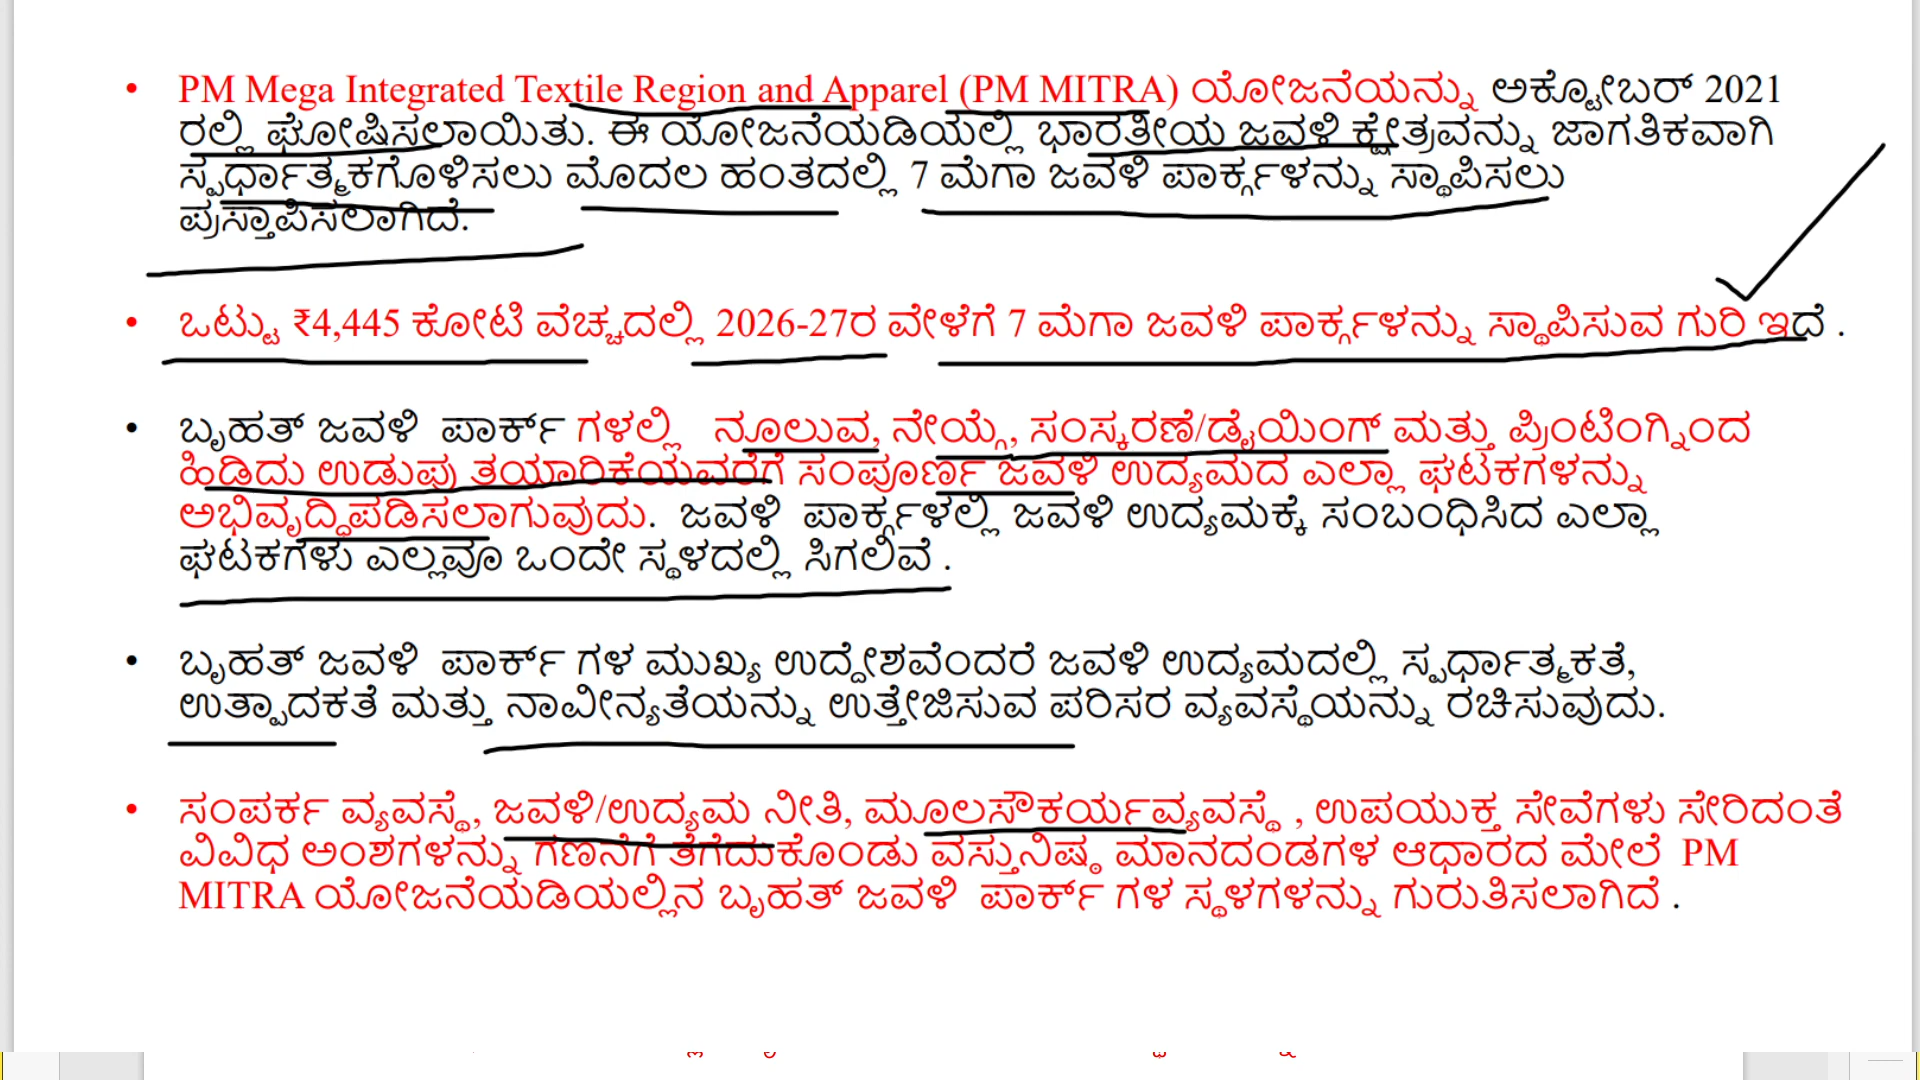 • PM Mega Integrated Textile Region and Apparel (PM MITRA) ಯೋಜನೆಯನ್ನು ಅಕ್ಟೋಬರ್ 2021
ರಲ್ಲಿ ಘೋಷಿಸಲಾಯಿತು. ಈ ಯೋಜನೆಯಡಿಯಲ್ಲಿ ಭಾರತೀಯ ಜವಳಿ ಕ್ಷೇತ್ರವನ್ನು ಜಾಗತಿಕವಾಗಿ
ಸ್ಪರ್ಧಾತ್ಮಕಗೊಳಿಸಲು ಮೊದಲ ಹಂತದಲ್ಲಿ 7 ಮೆಗಾ ಜವಳಿ ಪಾರ್ಕ್ಗಳನ್ನು ಸ್ಥಾಪಿಸಲು
ಪ್ರಸ್ತಾಪಿಸಲಾಗಿದೆ.
• ಒಟ್ಟು ₹4,445 ಕೋಟಿ ವೆಚ್ಚದಲ್ಲಿ 2026-27ರ ವೇಳೆಗೆ 7 ಮೆಗಾ ಜವಳಿ ಪಾರ್ಕ್ಗಳನ್ನು ಸ್ಥಾಪಿಸುವ ಗುರಿ ಇದೆ .
• ಬೃಹತ್ ಜವಳಿ ಪಾರ್ಕ್ ಗಳಲ್ಲಿ ನೂಲುವ, ನೇಯ್ಗೆ, ಸಂಸ್ಕರಣೆ/ಡೈಯಿಂಗ್ ಮತ್ತು ಪ್ರಿಂಟಿಂಗ್ನಿಂದ
ಹಿಡಿದು ಉಡುಪು ತಯಾರಿಕೆಯವರೆಗೆ ಸಂಪೂರ್ಣ ಜವಳಿ ಉದ್ಯಮದ ಎಲ್ಲಾ ಘಟಕಗಳನ್ನು
ಅಭಿವೃದ್ಧಿಪಡಿಸಲಾಗುವುದು. ಜವಳಿ ಪಾರ್ಕ್ಗಳಲ್ಲಿ ಜವಳಿ ಉದ್ಯಮಕ್ಕೆ ಸಂಬಂಧಿಸಿದ ಎಲ್ಲಾ
ಘಟಕಗಳು ಎಲ್ಲವೂ ಒಂದೇ ಸ್ಥಳದಲ್ಲಿ ಸಿಗಲಿವೆ .
• ಬೃಹತ್ ಜವಳಿ ಪಾರ್ಕ್ ಗಳ ಮುಖ್ಯ ಉದ್ದೇಶವೆಂದರೆ ಜವಳಿ ಉದ್ಯಮದಲ್ಲಿ ಸ್ಪರ್ಧಾತ್ಮಕತೆ,
ಉತ್ಪಾದಕತೆ ಮತ್ತು ನಾವೀನ್ಯತೆಯನ್ನು ಉತ್ತೇಜಿಸುವ ಪರಿಸರ ವ್ಯವಸ್ಥೆಯನ್ನು ರಚಿಸುವುದು.
• ಸಂಪರ್ಕ ವ್ಯವಸ್ಥೆ, ಜವಳಿ/ಉದ್ಯಮ ನೀತಿ, ಮೂಲಸೌಕರ್ಯವ್ಯವಸ್ಥೆ , ಉಪಯುಕ್ತ ಸೇವೆಗಳು ಸೇರಿದಂತೆ
ವಿವಿಧ ಅಂಶಗಳನ್ನು ಗಣನೆಗೆ ತೆಗೆದುಕೊಂಡು ವಸ್ತುನಿಷ್ಠ ಮಾನದಂಡಗಳ ಆಧಾರದ ಮೇಲೆ PM
MITRA ಯೋಜನೆಯಡಿಯಲ್ಲಿನ ಬೃಹತ್ ಜವಳಿ ಪಾರ್ಕ್ ಗಳ ಸ್ಥಳಗಳನ್ನು ಗುರುತಿಸಲಾಗಿದೆ .